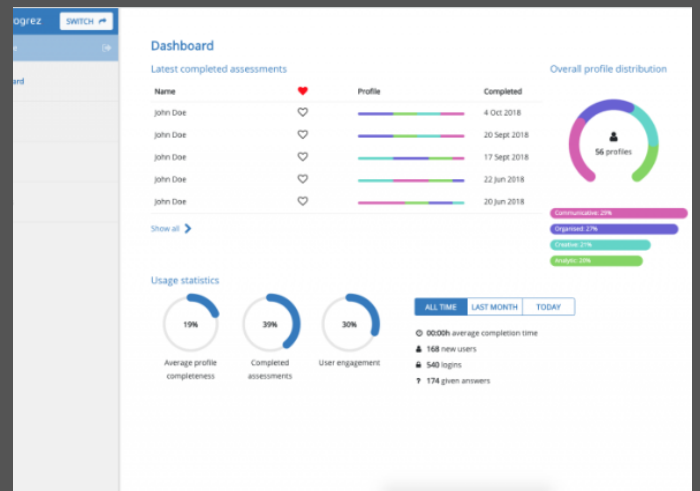 ogrez
SWITCH
ard
Dashboard
Latest completed assessments
Name Profile Completed
John Doe 4 Oct 2018
John Doe 20 Sept 2018
John Doe 17 Sept 2018
John Doe 22 Jun 2018
John Doe 20 Jun 2018
Show all
Overall profile distribution
56 profiles
Organised: 27%
Creative: 21%
Usage statistics
19%
Average profile
completeness
39%
Completed
assessments
30%
User engagement
ALL TIME LAST MONTH TODAY
00:00h average completion time
168 new users
540 logins
? 174 given answers